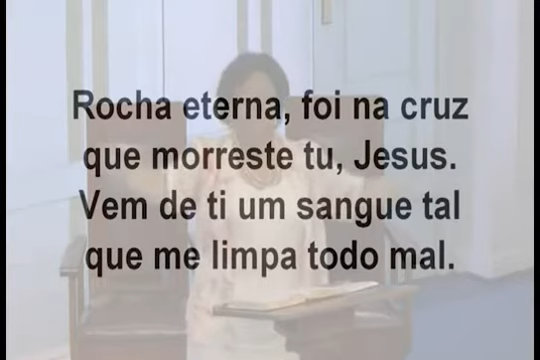 Rocha eterna, foi na cruz
que morreste tu, Jesus.
Vem de ti um sangue tal
que me limpa todo mal.